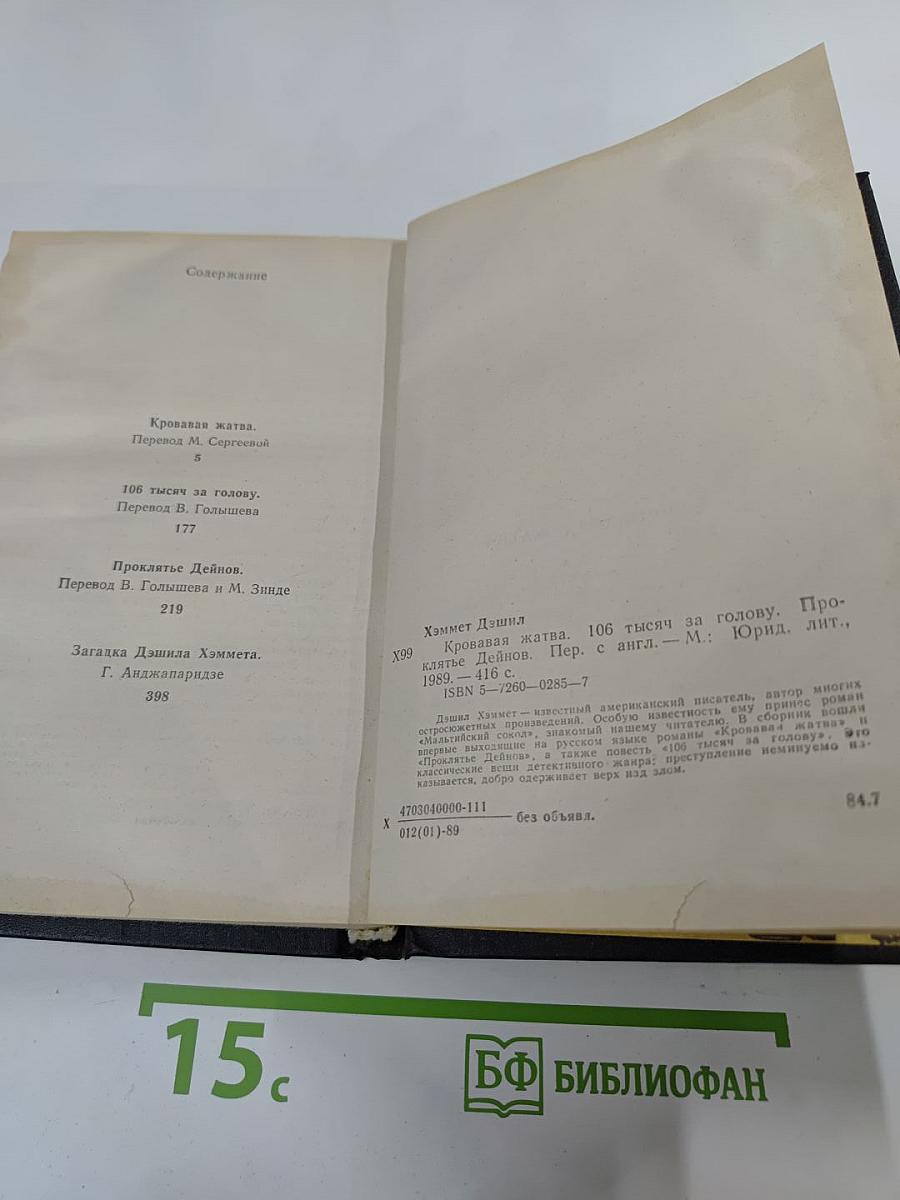 Содержание
Кровавая жатва.
Перевод М. Сергеевой
5
106 тысяч за голову.
Перевод В. Голышева
177
Проклятье Дейнов.
Перевод В. Голышева и М. Зинде
219
Загадка Дэшила Хэммета.
Г. Анджапаридзе
398
Хэммет Дэшил
Х99 Кровавая жатва. 106 тысяч за голову. Про-
клятье Дейнов. Пер. с англ. — М.: Юрид. лит.,
1989. — 416 с.
ISBN 5—7260—0285—7
Дэшил Хэммет — известный американский писатель, автор многих
остросюжетных произведений. Особую известность ему принес роман
«Мальтийский сокол», знакомый нашему читателю. В сборник вошли
впервые выходящие на русском языке романы «Кровавая жатва» и
«Проклятье Дейнов», а также повесть «106 тысяч за голову». Это
классические вещи детективного жанра: преступление неминуемо на-
казывается, добро одерживает верх изд злом.
Х 4703040000-111
012(01)-89 — без объявл.
84.7
15 с
БФ БИБЛИОФАН